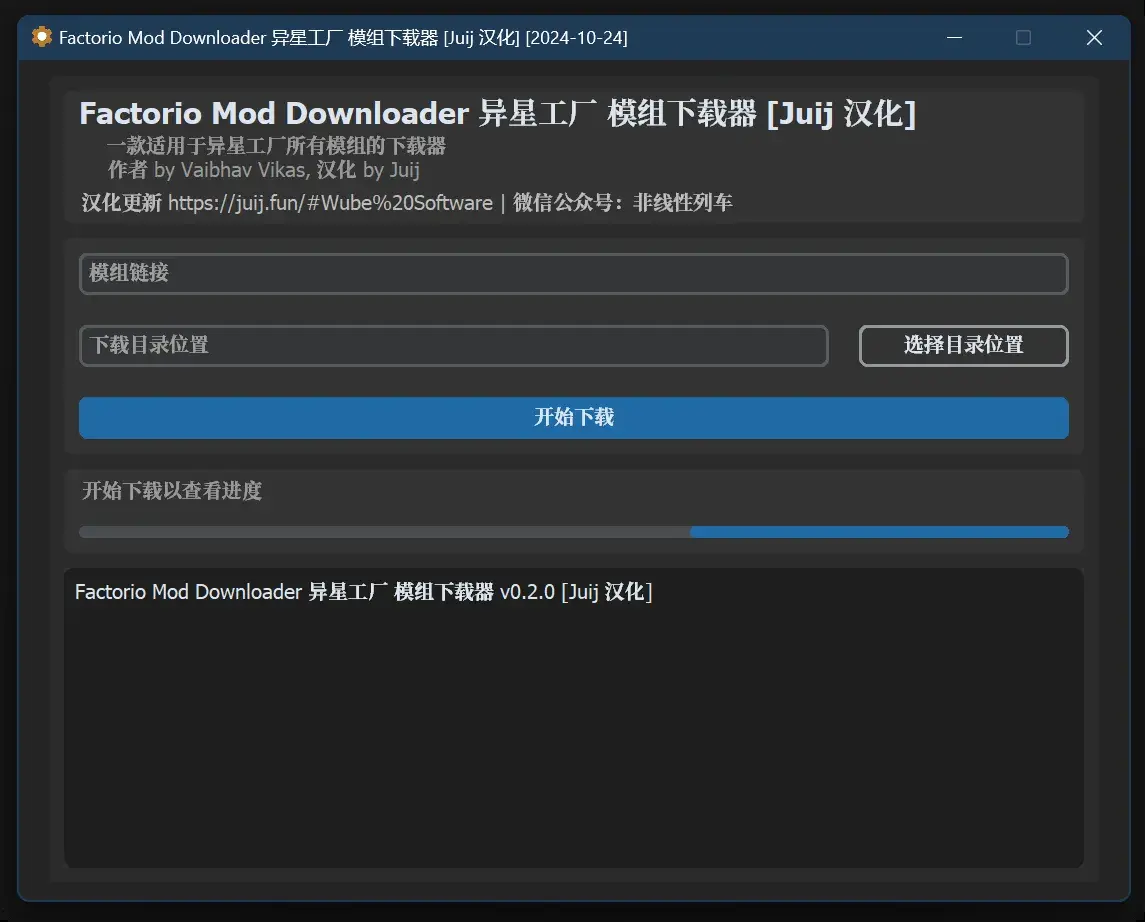 Factorio Mod Downloader 异星工厂 模组下载器 [Juij 汉化] [2024-10-24]
Factorio Mod Downloader 异星工厂 模组下载器 [Juij 汉化]
一款适用于异星工厂所有模组的下载器
作者 by Vaibhav Vikas, 汉化 by Juij
汉化更新 https://juij.fun/#Wube%20Software | 微信公众号：非线性列车
模组链接
下载目录位置
选择目录位置
开始下载
开始下载以查看进度
Factorio Mod Downloader 异星工厂 模组下载器 v0.2.0 [Juij 汉化]